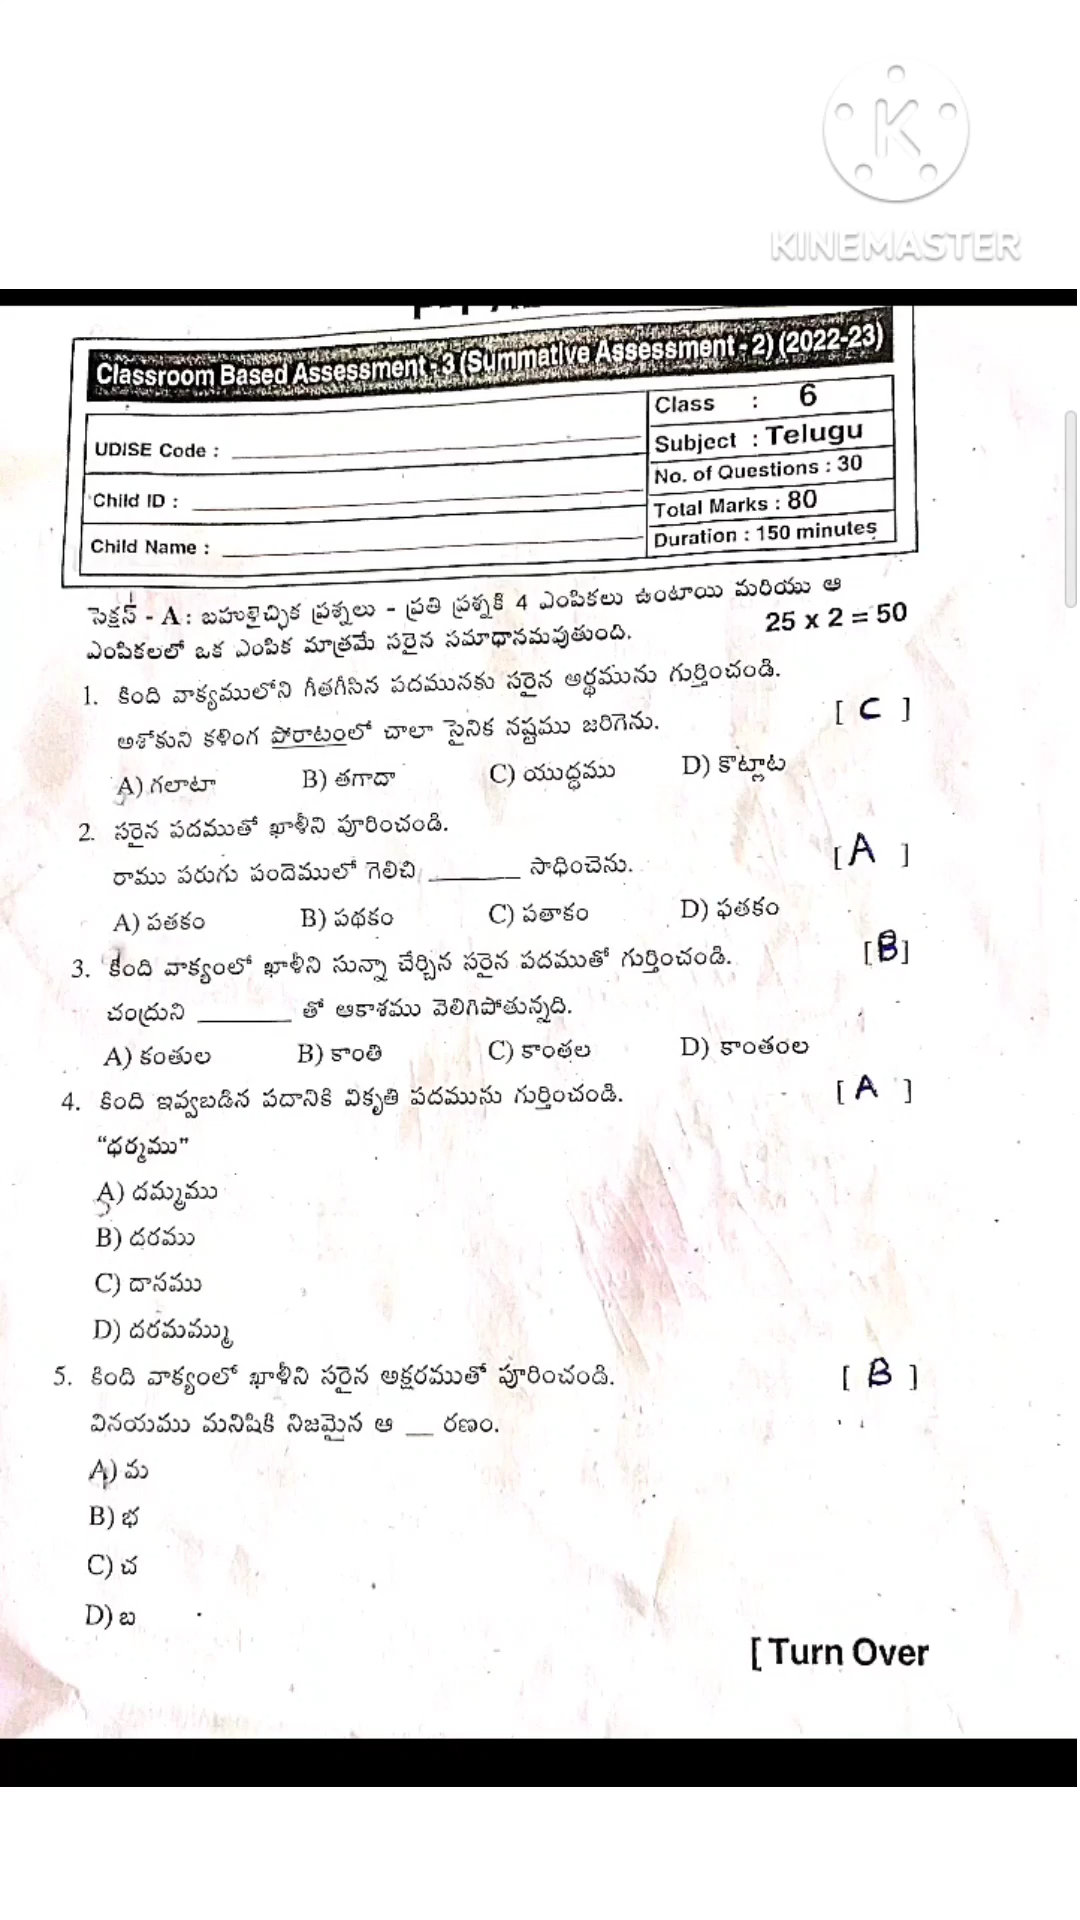 K
KINEMASTER
Classroom Based Assessment - 3 (Summative Assessment - 2) (2022-23)
UDISE Code :
Child ID :
Child Name :
Class : 6
Subject : Telugu
No. of Questions : 30
Total Marks : 80
Duration : 150 minutes
సెక్షన్ - A : బహుళైచ్ఛిక ప్రశ్నలు - ప్రతి ప్రశ్నకి 4 ఎంపికలు ఉంటాయి మరియు ఆ
ఎంపికలలో ఒక ఎంపిక మాత్రమే సరైన సమాధానమవుతుంది. 25 x 2 = 50
1. కింది వాక్యములోని గీతగీసిన పదమునకు సరైన అర్థమును గుర్తించండి.
అశోకుని కళింగ పోరాటంలో చాలా సైనిక నష్టము జరిగెను. [ C ]
A) గలాటా B) తగాదా C) యుద్ధము D) కొట్లాట
2. సరైన పదముతో ఖాళీని పూరించండి.
రాము పరుగు పందెములో గెలిచి ______ సాధించెను. [ A ]
A) పతకం B) పథకం C) పతాకం D) ఫతకం
3. కింది వాక్యంలో ఖాళీని సున్నా చేర్చిన సరైన పదముతో గుర్తించండి. [ B ]
చంద్రుని ______ తో ఆకాశము వెలిగిపోతున్నది.
A) కంతుల B) కాంతి C) కాంతల D) కాంతంల
4. కింది ఇవ్వబడిన పదానికి వికృతి పదమును గుర్తించండి. [ A ]
“ధర్మము”
A) దమ్మము
B) దరము
C) దానము
D) దరమమ్ము
5. కింది వాక్యంలో ఖాళీని సరైన అక్షరముతో పూరించండి. [ B ]
వినయము మనిషికి నిజమైన ఆ __ రణం.
A) మ
B) భ
C) చ
D) బ
[ Turn Over